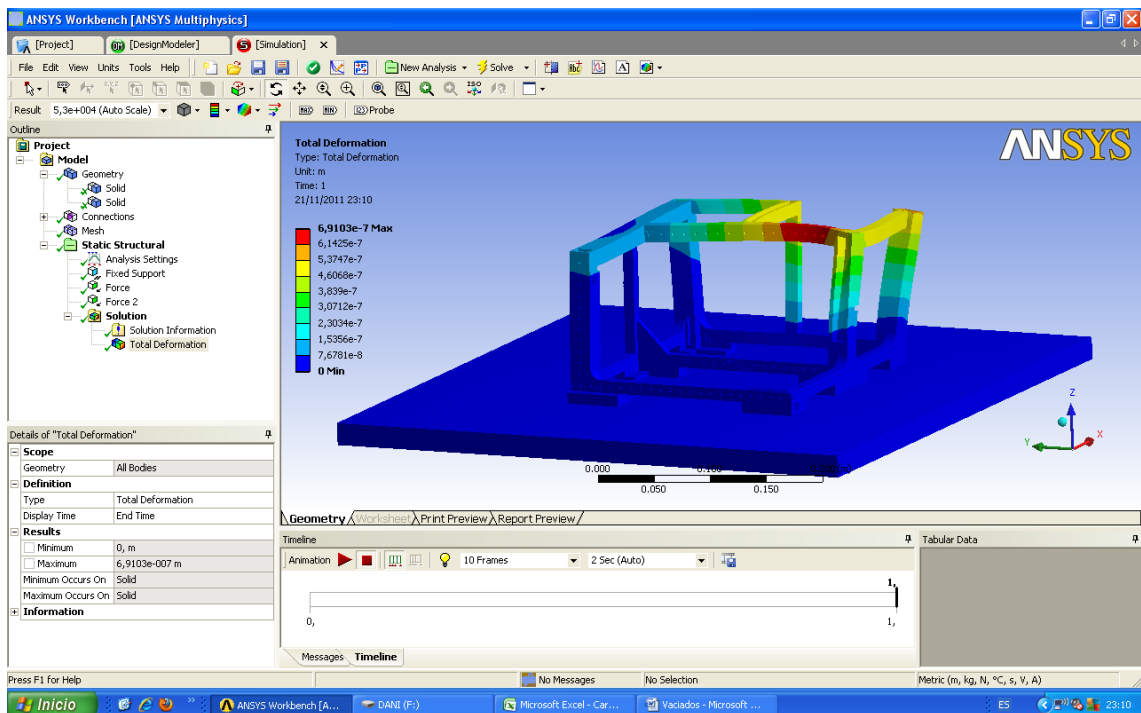 ANSYS Workbench [ANSYS Multiphysics]
[Project] [DesignModeler] [Simulation]
File Edit View Units Tools Help New Analysis Solve
Result 5,3e+004 (Auto Scale) MAX MIN Probe
Outline
Project
Model
Geometry
Solid
Solid
Connections
Mesh
Static Structural
Analysis Settings
Fixed Support
Force
Force 2
Solution
Solution Information
Total Deformation
Details of "Total Deformation"
Scope
Geometry All Bodies
Definition
Type Total Deformation
Display Time End Time
Results
Minimum 0, m
Maximum 6,9103e-007 m
Minimum Occurs On Solid
Maximum Occurs On Solid
Information
Total Deformation
Type: Total Deformation
Unit: m
Time: 1
21/11/2011 23:10
6,9103e-7 Max
6,1425e-7
5,3747e-7
4,6068e-7
3,839e-7
3,0712e-7
2,3034e-7
1,5356e-7
7,6781e-8
0 Min
ANSYS
Z
Y X
0.000 0.100
0.050 0.150
Geometry Worksheet Print Preview Report Preview
Timeline
Animation 10 Frames 2 Sec (Auto)
1,
0, 1,
Messages Timeline
Tabular Data
Press F1 for Help No Messages No Selection Metric (m, kg, N, ºC, s, V, A)
Inicio ANSYS Workbench [A... DANI (F:) Microsoft Excel - Car... Vaciados - Microsoft ... ES 23:10